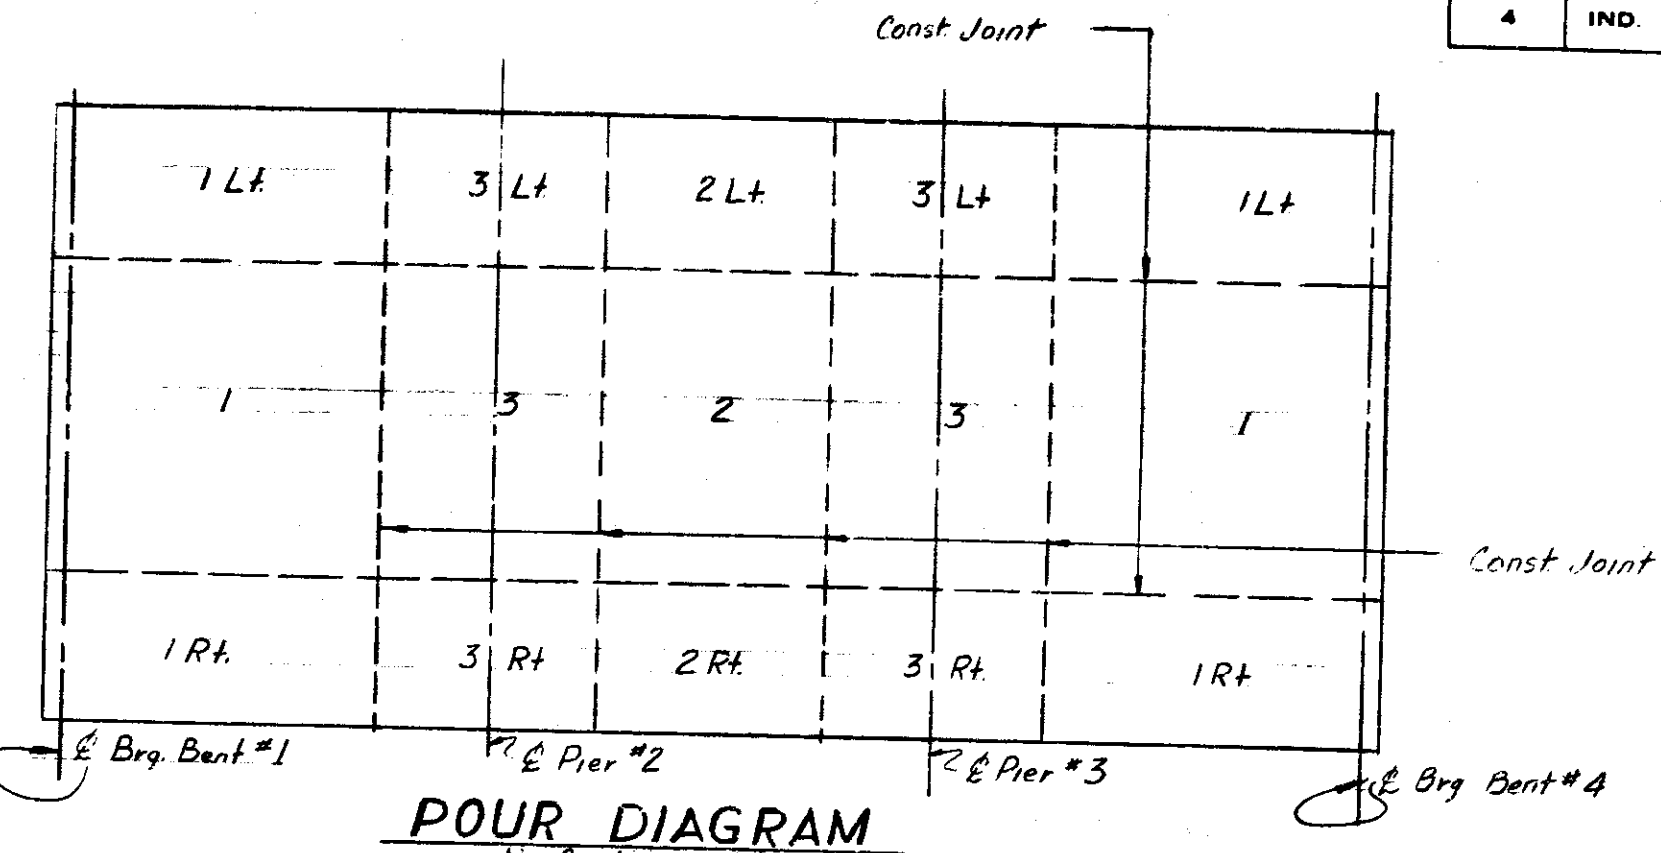 Const. Joint
4 IND.
1 Lt. 3 Lt 2 Lt. 3 Lt 1 Lt
1 3 2 3 1
Const. Joint
1 Rt. 3 Rt 2 Rt. 3 Rt. 1 Rt
℄ Brg. Bent #1 ℄ Pier #2 ℄ Pier #3 ℄ Brg Bent #4
POUR DIAGRAM